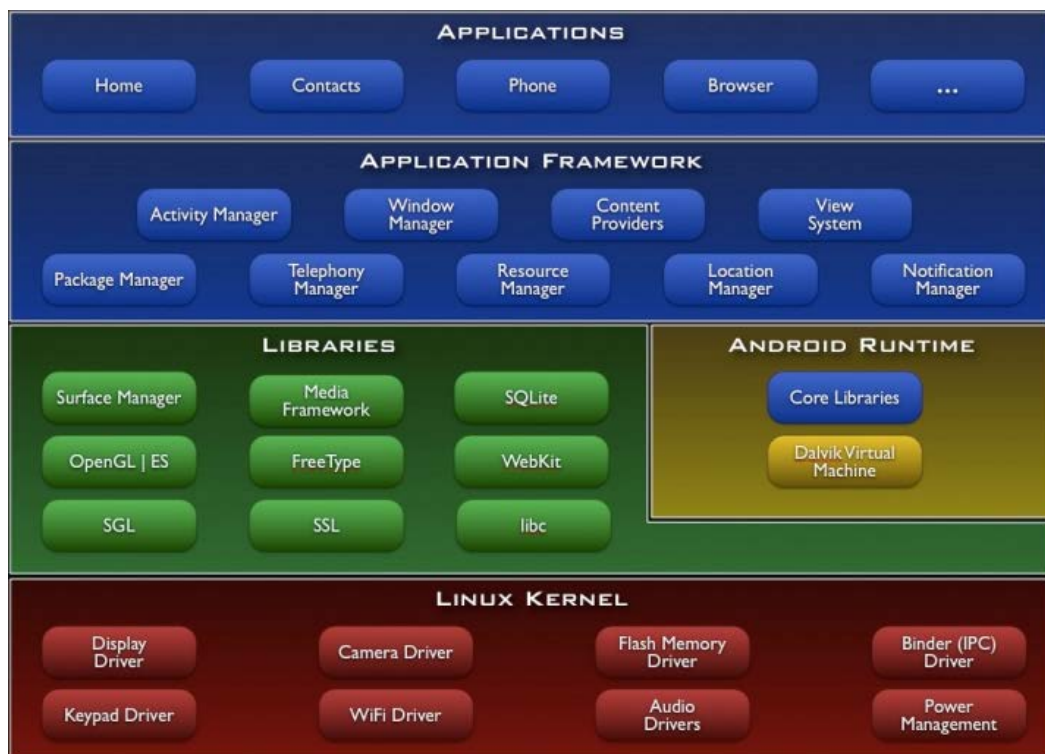 APPLICATIONS
Home Contacts Phone Browser ...
APPLICATION FRAMEWORK
Activity Manager
Window
Manager
Content
Providers
View
System
Package Manager
Telephony
Manager
Resource
Manager
Location
Manager
Notification
Manager
LIBRARIES
Surface Manager
Media
Framework
SQLite
OpenGL | ES
FreeType
WebKit
SGL
SSL
libc
ANDROID RUNTIME
Core Libraries
Dalvik Virtual
Machine
LINUX KERNEL
Display
Driver
Camera Driver
Flash Memory
Driver
Binder (IPC)
Driver
Keypad Driver
WiFi Driver
Audio
Drivers
Power
Management